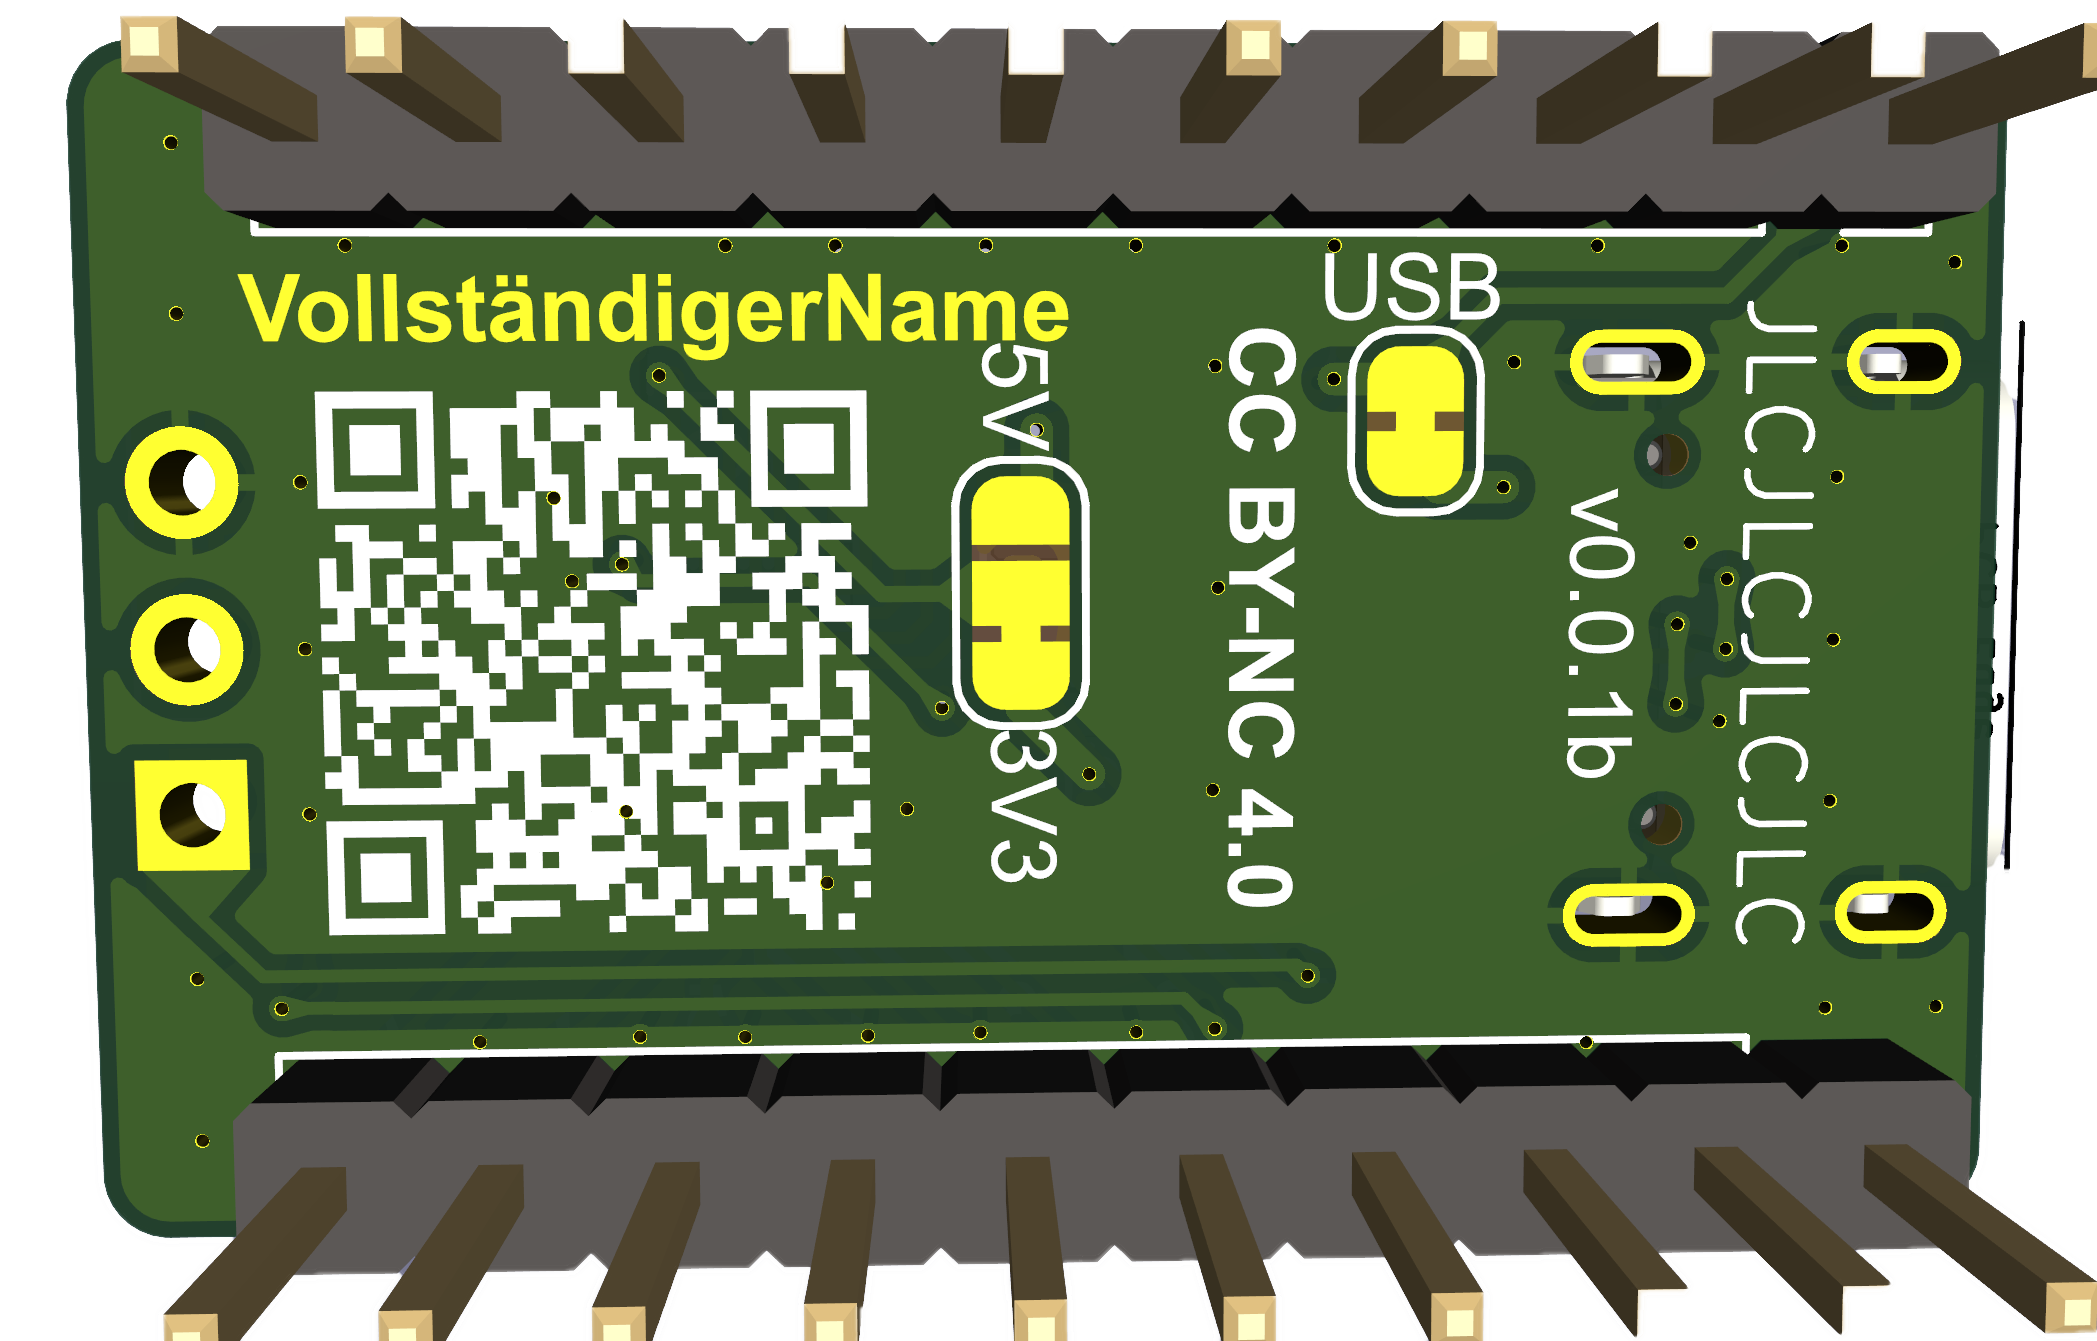 VollständigerName
USB
5V
3V3
CC BY-NC 4.0
v0.0.1b
JLCJLCJLCJLC